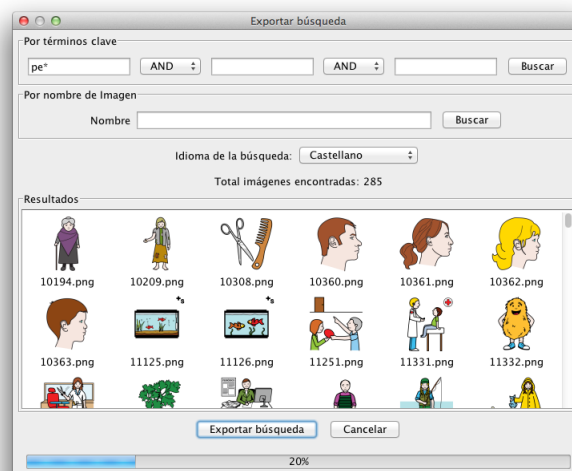 Exportar búsqueda
Por términos clave
pe* AND AND Buscar
Por nombre de Imagen
Nombre Buscar
Idioma de la búsqueda: Castellano
Total imágenes encontradas: 285
Resultados
10194.png 10209.png 10308.png 10360.png 10361.png 10362.png
+s +s
10363.png 11125.png 11126.png 11251.png 11331.png 11332.png
Exportar búsqueda Cancelar
20%